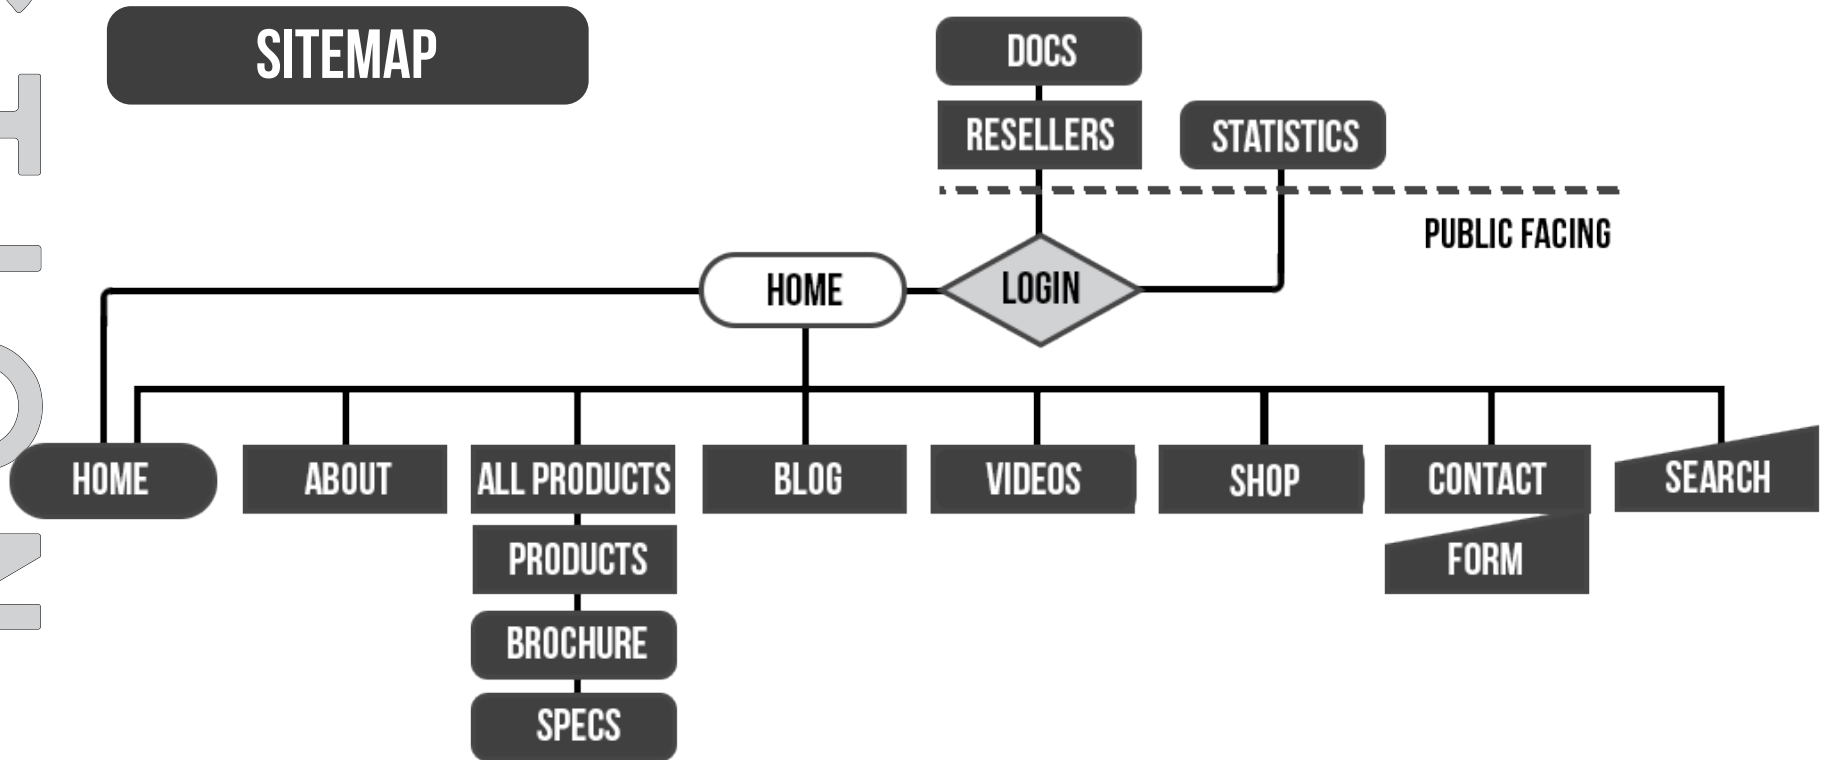 SITEMAP
DOCS
RESELLERS
STATISTICS
PUBLIC FACING
HOME
LOGIN
HOME
ABOUT
ALL PRODUCTS
BLOG
VIDEOS
SHOP
CONTACT
SEARCH
PRODUCTS
FORM
BROCHURE
SPECS